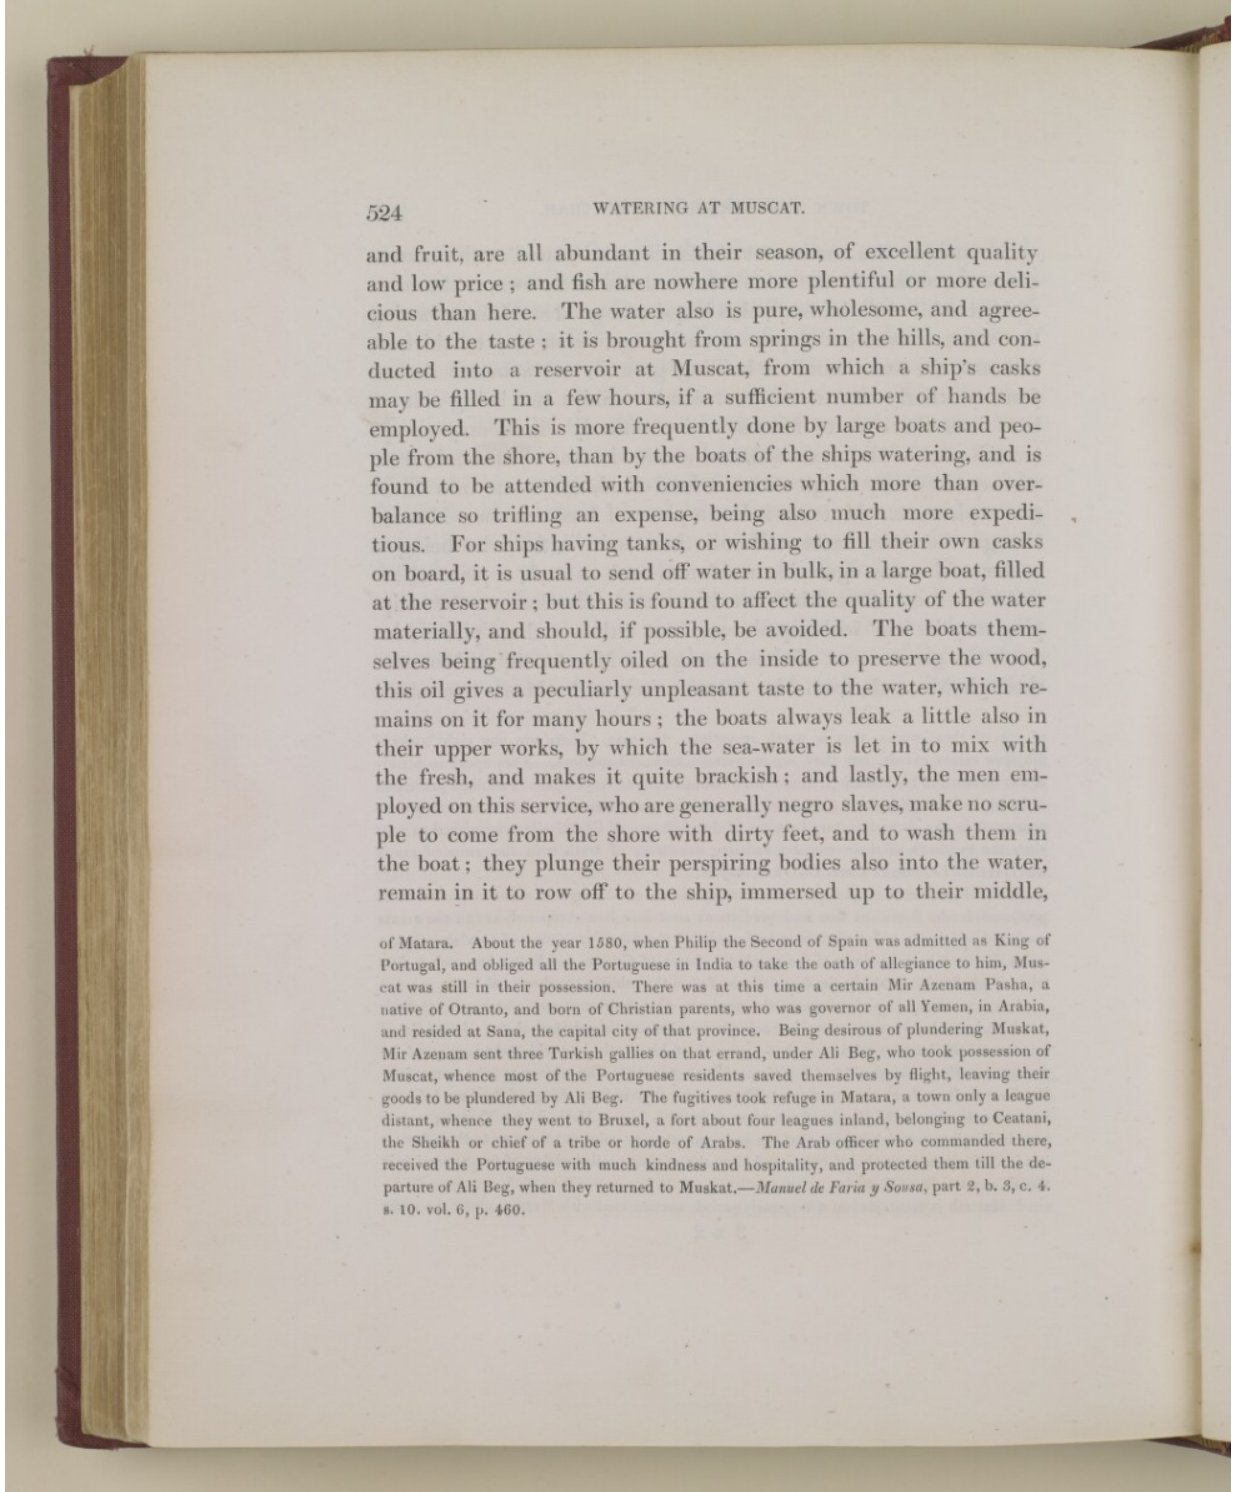 524
WATERING AT MUSCAT.
and fruit, are all abundant in their season, of excellent quality
and low price ; and fish are nowhere more plentiful or more deli-
cious than here. The water also is pure, wholesome, and agree-
able to the taste ; it is brought from springs in the hills, and con-
ducted into a reservoir at Muscat, from which a ship's casks
may be filled in a few hours, if a sufficient number of hands be
employed. This is more frequently done by large boats and peo-
ple from the shore, than by the boats of the ships watering, and is
found to be attended with conveniencies which more than over-
balance so trifling an expense, being also much more expedi-
tious. For ships having tanks, or wishing to fill their own casks
on board, it is usual to send off water in bulk, in a large boat, filled
at the reservoir ; but this is found to affect the quality of the water
materially, and should, if possible, be avoided. The boats them-
selves being frequently oiled on the inside to preserve the wood,
this oil gives a peculiarly unpleasant taste to the water, which re-
mains on it for many hours ; the boats always leak a little also in
their upper works, by which the sea-water is let in to mix with
the fresh, and makes it quite brackish ; and lastly, the men em-
ployed on this service, who are generally negro slaves, make no scru-
ple to come from the shore with dirty feet, and to wash them in
the boat ; they plunge their perspiring bodies also into the water,
remain in it to row off to the ship, immersed up to their middle,
of Matara. About the year 1580, when Philip the Second of Spain was admitted as King of
Portugal, and obliged all the Portuguese in India to take the oath of allegiance to him, Mus-
cat was still in their possession. There was at this time a certain Mir Azenam Pasha, a
native of Otranto, and born of Christian parents, who was governor of all Yemen, in Arabia,
and resided at Sana, the capital city of that province. Being desirous of plundering Muskat,
Mir Azenam sent three Turkish gallies on that errand, under Ali Beg, who took possession of
Muscat, whence most of the Portuguese residents saved themselves by flight, leaving their
goods to be plundered by Ali Beg. The fugitives took refuge in Matara, a town only a league
distant, whence they went to Bruxel, a fort about four leagues inland, belonging to Ceatani,
the Sheikh or chief of a tribe or horde of Arabs. The Arab officer who commanded there,
received the Portuguese with much kindness and hospitality, and protected them till the de-
parture of Ali Beg, when they returned to Muskat.—Manuel de Faria y Sousa, part 2, b. 3, c. 4.
s. 10. vol. 6, p. 460.